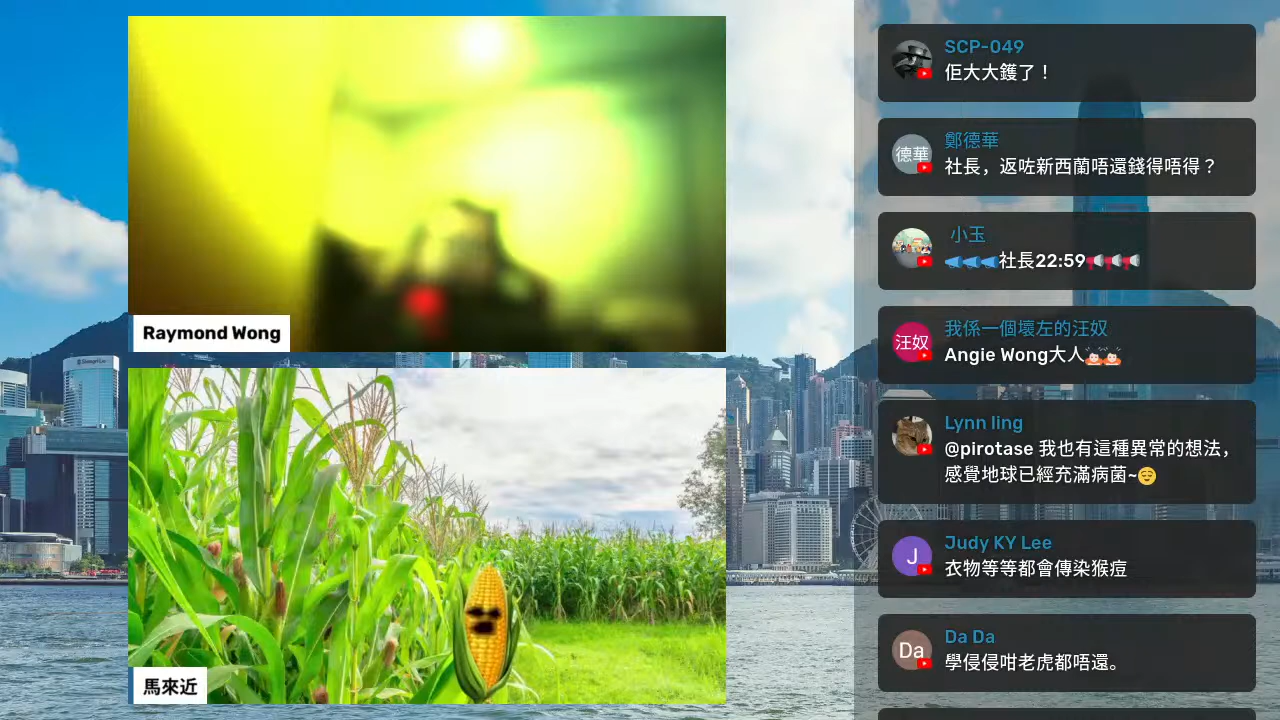 Raymond Wong
馬來近
SCP-049
佢大大鑊了！
德華
鄭德華
社長，返咗新西蘭唔還錢得唔得？
小玉
社長22:59
汪奴
我係一個壞左的汪奴
Angie Wong大人
Lynn ling
@pirotase 我也有這種異常的想法，
感覺地球已經充滿病菌~
J
Judy KY Lee
衣物等等都會傳染猴痘
Da
Da Da
學侵侵咁老虎都唔還。